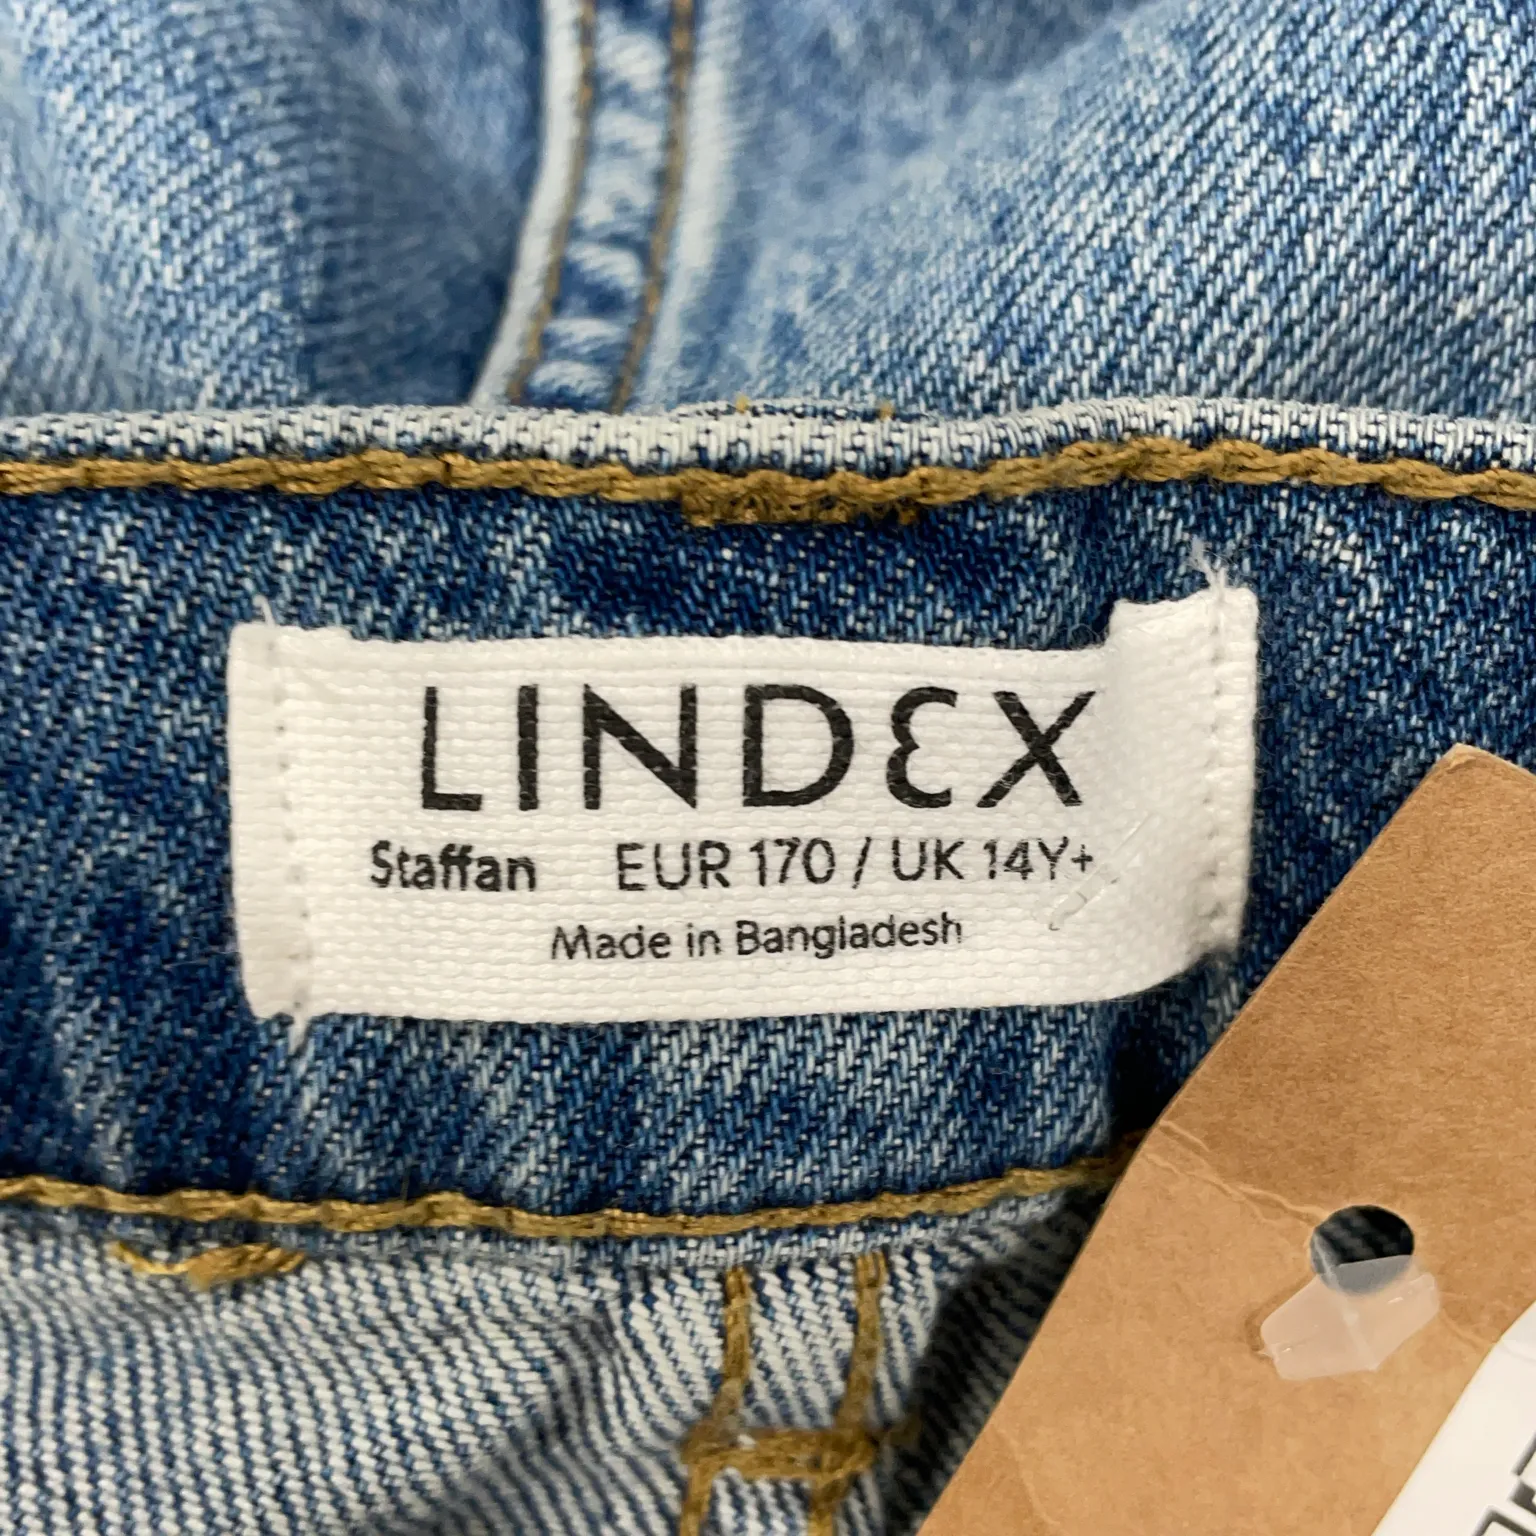 LINDEX
Staffan EUR 170 / UK 14Y+
Made in Bangladesh